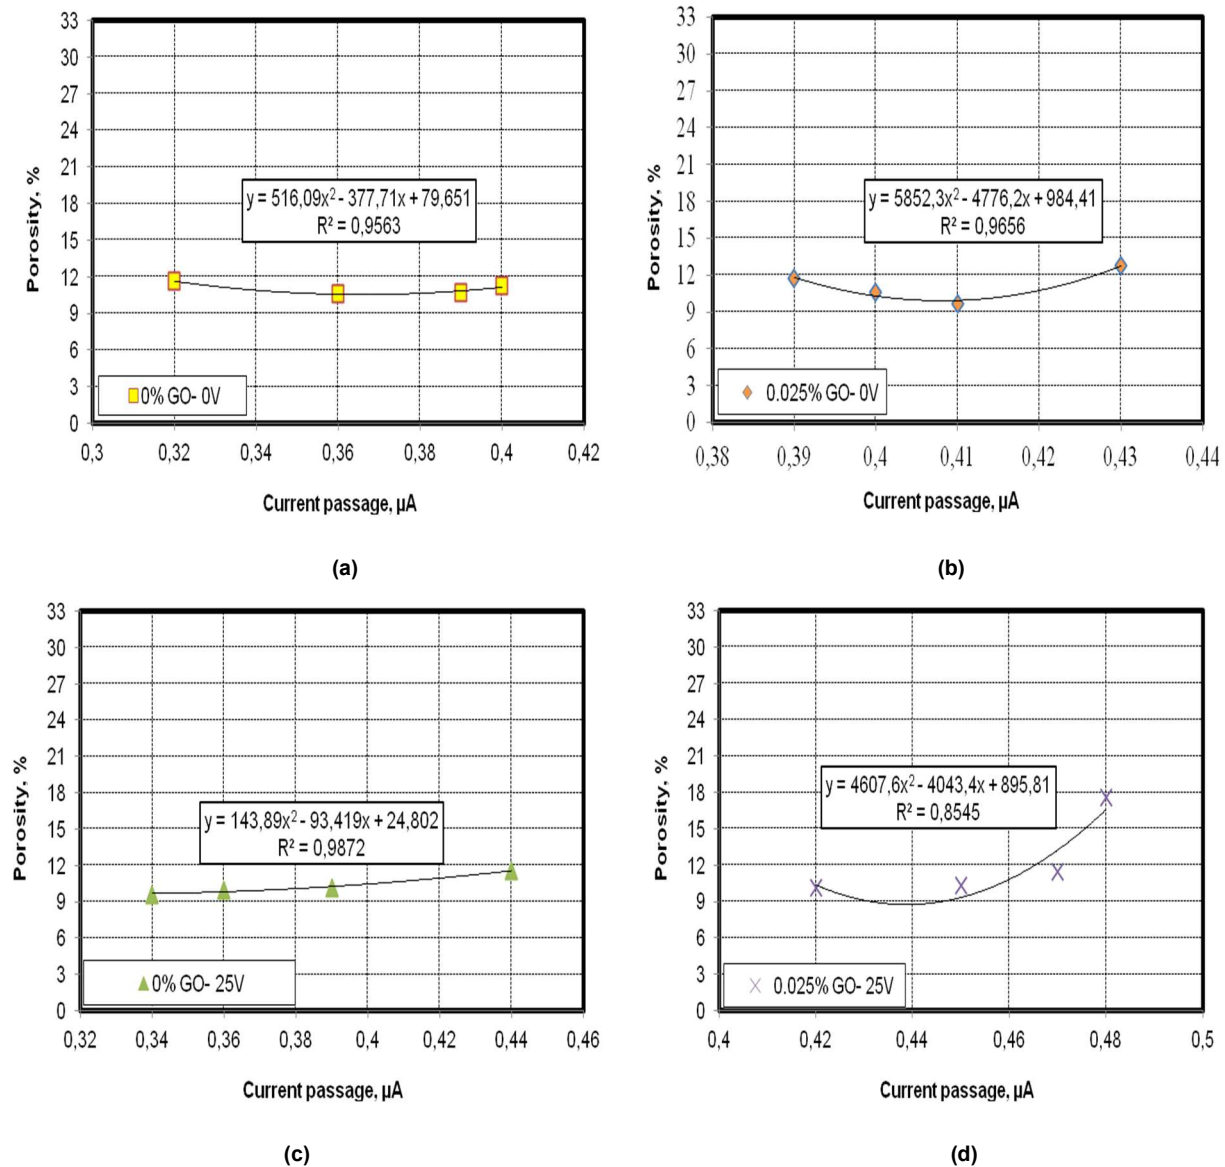 33
30
27
24
21
18
15
12
9
6
3
0
Porosity, %
y = 516,09x² - 377,71x + 79,651
R² = 0,9563
0% GO- 0V
0,3 0,32 0,34 0,36 0,38 0,4 0,42
Current passage, µA
(a)
33
30
27
24
21
18
15
12
9
6
3
0
Porosity, %
y = 5852,3x² - 4776,2x + 984,41
R² = 0,9656
0.025% GO- 0V
0,38 0,39 0,4 0,41 0,42 0,43 0,44
Current passage, µA
(b)
33
30
27
24
21
18
15
12
9
6
3
0
Porosity, %
y = 143,89x² - 93,419x + 24,802
R² = 0,9872
0% GO- 25V
0,32 0,34 0,36 0,38 0,4 0,42 0,44 0,46
Current passage, µA
(c)
33
30
27
24
21
18
15
12
9
6
3
0
Porosity, %
y = 4607,6x² - 4043,4x + 895,81
R² = 0,8545
0.025% GO- 25V
0,4 0,42 0,44 0,46 0,48 0,5
Current passage, µA
(d)